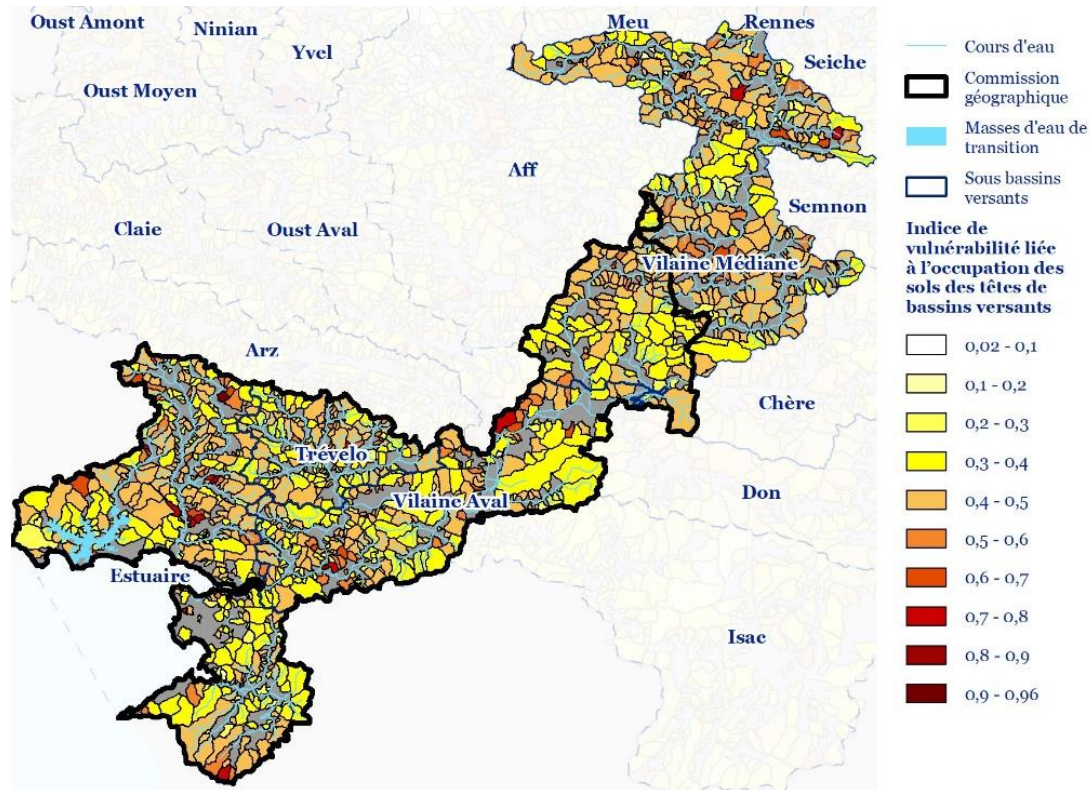 Oust Amont
Ninian
Yvel
Meu
Rennes
Seiche
Oust Moyen
Aff
Claie
Oust Aval
Semnon
Vilaine Médiane
Arz
Chère
Trévelo
Vilaine Aval
Don
Estuaire
Isac
Cours d'eau
Commission
géographique
Masses d'eau de
transition
Sous bassins
versants
Indice de
vulnérabilité liée
à l'occupation des
sols des têtes de
bassins versants
0,02 - 0,1
0,1 - 0,2
0,2 - 0,3
0,3 - 0,4
0,4 - 0,5
0,5 - 0,6
0,6 - 0,7
0,7 - 0,8
0,8 - 0,9
0,9 - 0,96